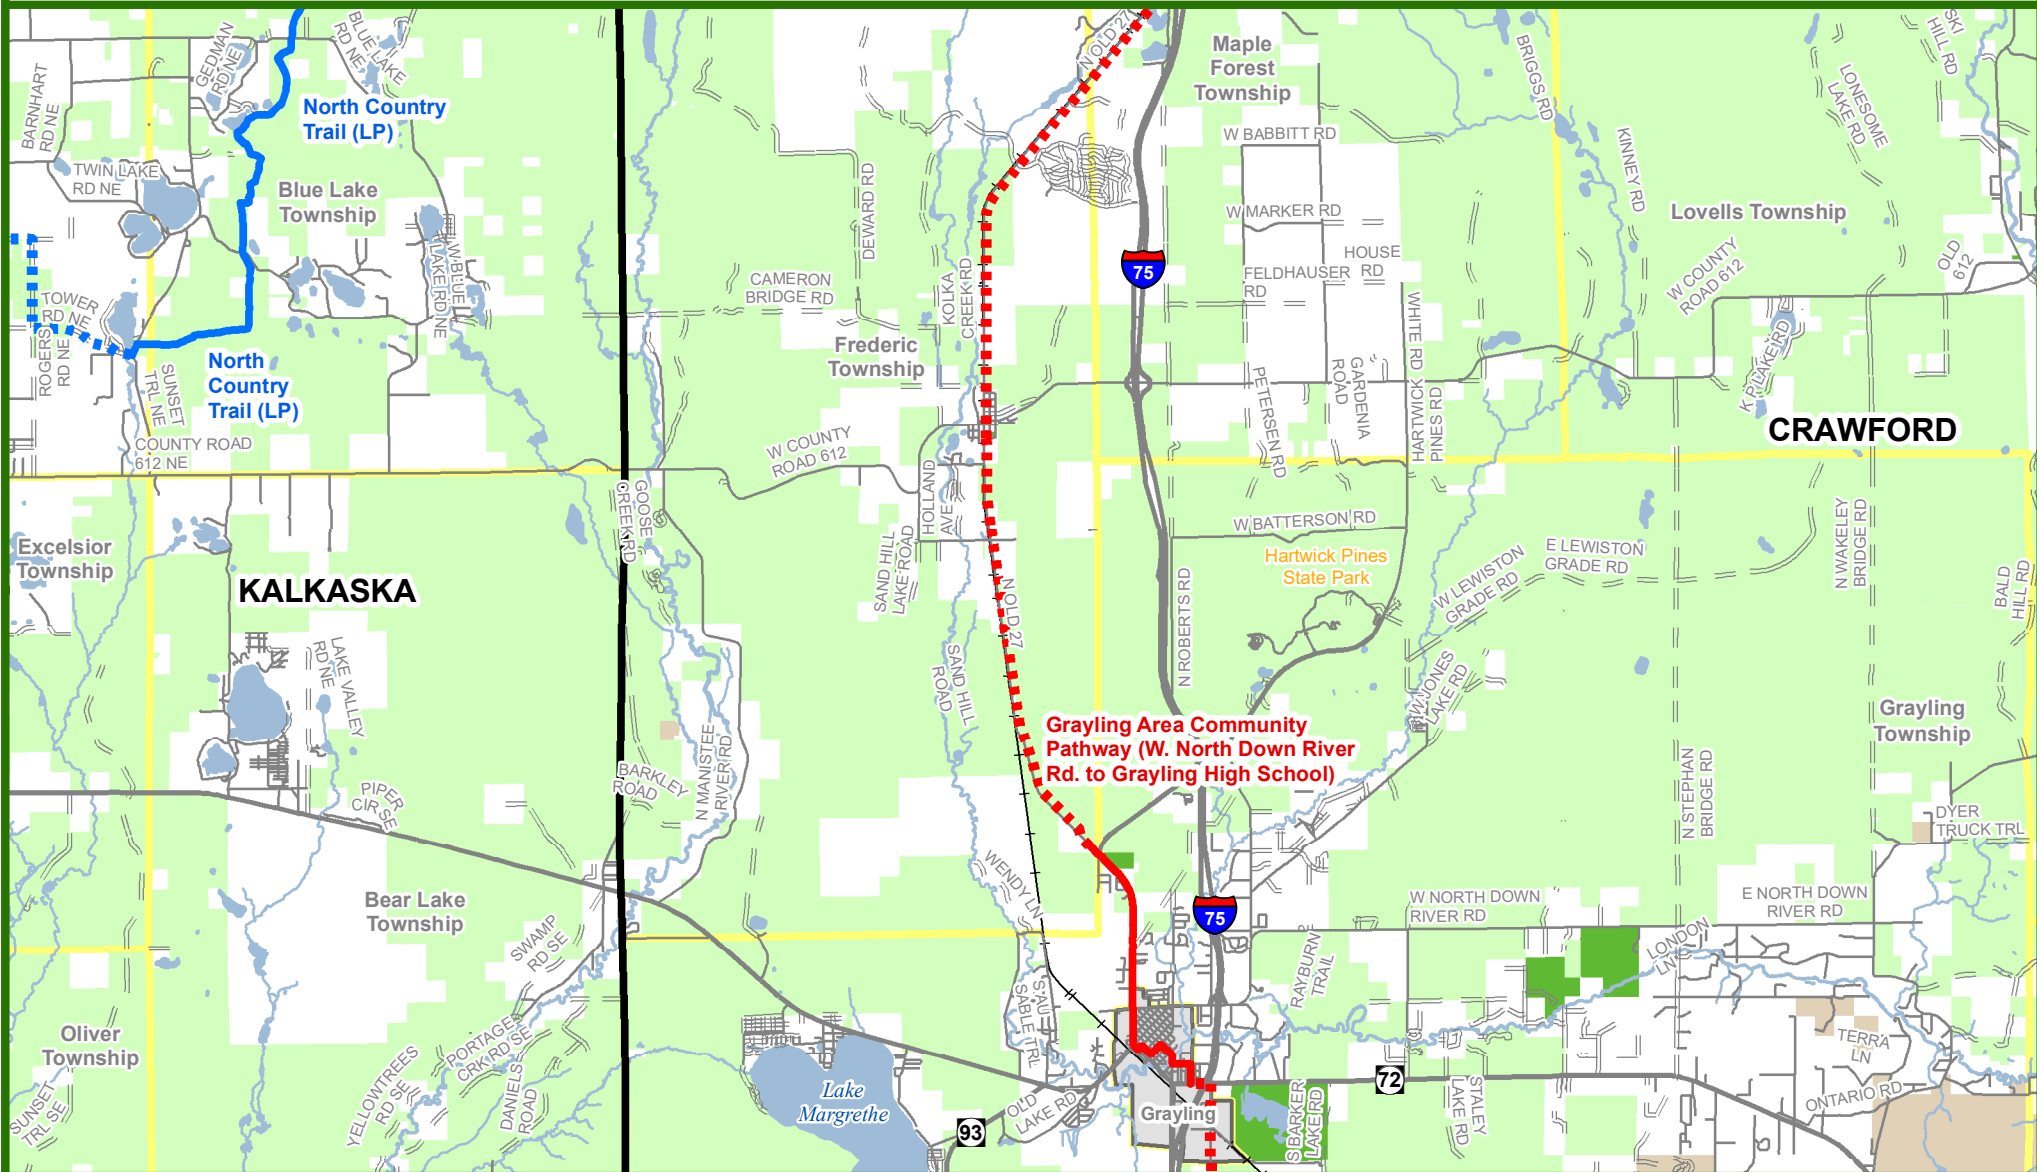 N OLD 27
GEDMAN
RD NE
BLUE LAKE
RD NE
BARNHART
RD NE
North Country
Trail (LP)
TWIN LAKE
RD NE
Blue Lake
Township
W BLUE
LAKE RD NE
TOWER
RD NE
ROGERS
RD NE
SUNSET
TRL NE
North
Country
Trail (LP)
COUNTY ROAD
612 NE
Excelsior
Township
KALKASKA
LAKE VALLEY
RD NE
PIPER
CIR SE
Bear Lake
Township
SWAMP
RD SE
Oliver
Township
SUNSET
TRL SE
YELLOWTREES
RD SE
PORTAGE
CRK RD SE
DANIELS
ROAD
Maple
Forest
Township
BRIGGS RD
SKI
HILL RD
LONESOME
LAKE RD
W BABBITT RD
KINNEY RD
DEWARD RD
W MARKER RD
Lovells Township
HOUSE
RD
W COUNTY
ROAD 612
OLD
612
75
CAMERON
BRIDGE RD
KOLKA
CREEK RD
FELDHAUSER
RD
WHITE RD
Frederic
Township
PETERSEN RD
GARDENIA
ROAD
HARTWICK
PINES RD
K P LAKE RD
CRAWFORD
W COUNTY
ROAD 612
GOOSE
CREEK RD
HOLLAND
AVE
SAND HILL
LAKE ROAD
W BATTERSON RD
Hartwick Pines
State Park
E LEWISTON
GRADE RD
N WAKELEY
BRIDGE RD
BALD
HILL RD
W LEWISTON
GRADE RD
N OLD 27
N ROBERTS RD
SAND HILL
ROAD
W JONES
LAKE RD
Grayling
Township
Grayling Area Community
Pathway (W. North Down River
Rd. to Grayling High School)
N MANISTEE
RIVER RD
BARKLEY
ROAD
N STEPHAN
BRIDGE RD
DYER
TRUCK TRL
WENDY LN
75
W NORTH DOWN
RIVER RD
E NORTH DOWN
RIVER RD
LONDON
LN
RAYBURN
TRAIL
S AU
SABLE TRL
TERRA
LN
72
Lake
Margrethe
93
OLD
LAKE RD
Grayling
S BARKER
LAKE RD
STALEY
LAKE RD
ONTARIO RD